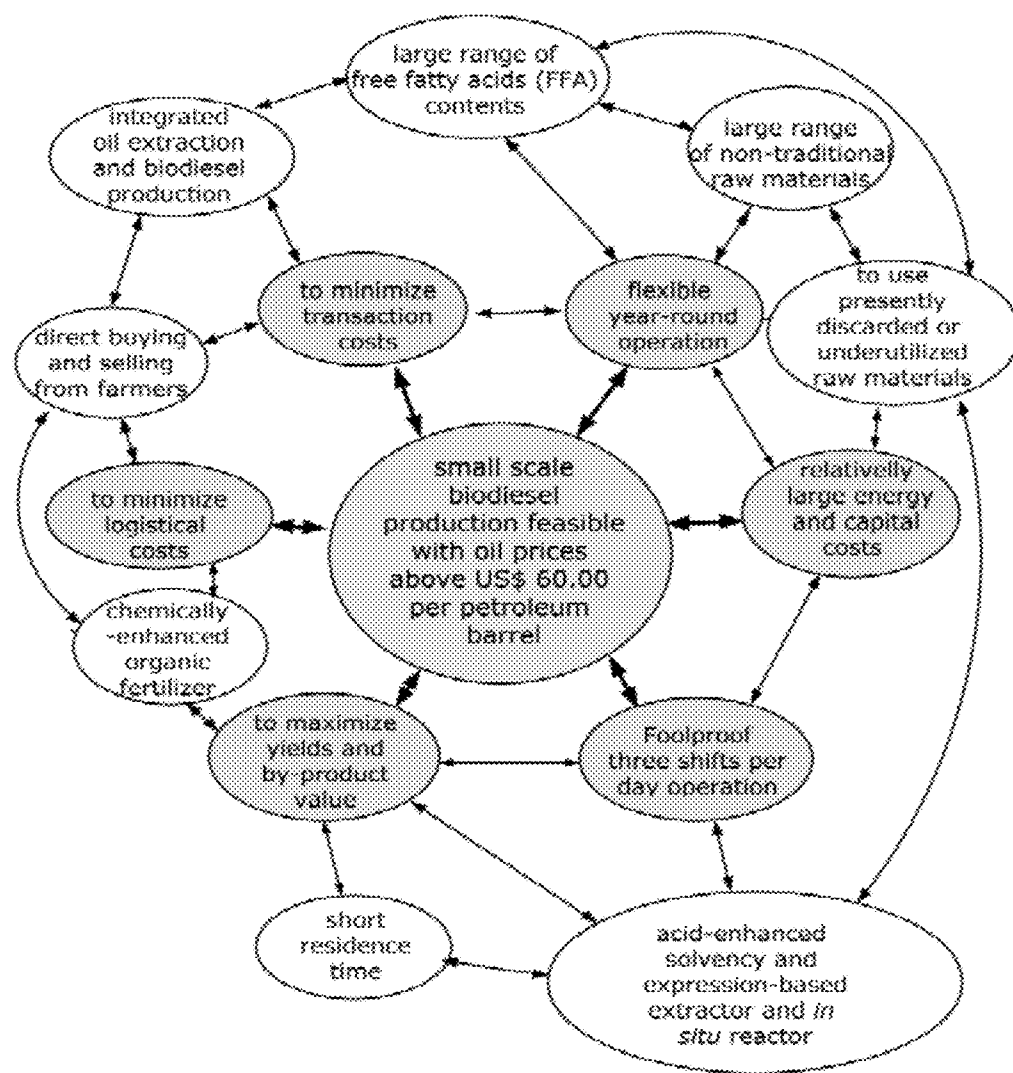 large range of
free fatty acids (FFA)
contents
integrated
oil extraction
and biodiesel
production
large range
of non-traditional
raw materials
to minimize
transaction
costs
flexible
year-round
operation
to use
presently
discarded or
underutilized
raw materials
direct buying
and selling
from farmers
small scale
biodiesel
production feasible
with oil prices
above US$ 60.00
per petroleum
barrel
to minimize
logistical
costs
relativelly
large energy
and capital
costs
chemically
-enhanced
organic
fertilizer
to maximize
yields and
by-product
value
Foolproof
three shifts per
day operation
short
residence
time
acid-enhanced
solvency and
expression-based
extractor and in
situ reactor